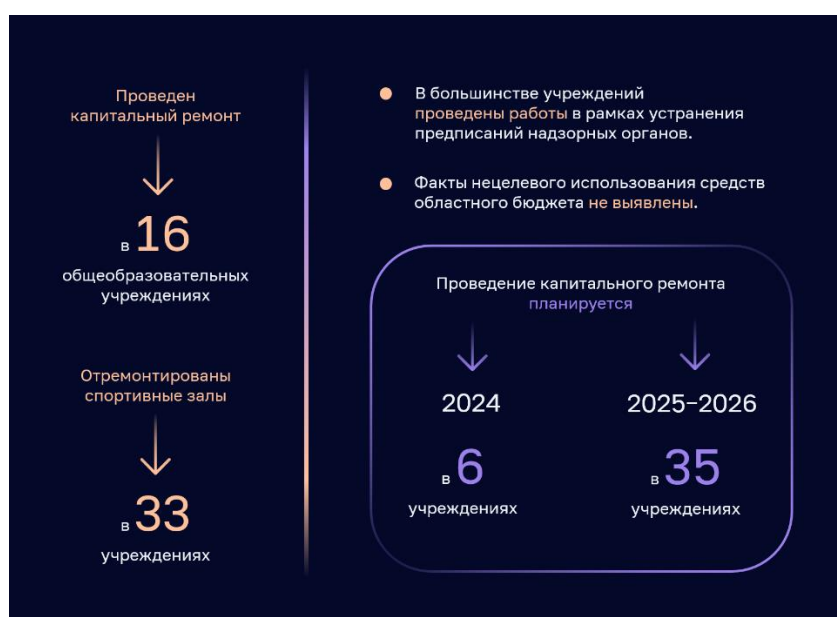 Проведен
капитальный ремонт
в 16
общеобразовательных
учреждениях
Отремонтированы
спортивные залы
в 33
учреждениях
В большинстве учреждений
проведены работы в рамках устранения
предписаний надзорных органов.
Факты нецелевого использования средств
областного бюджета не выявлены.
Проведение капитального ремонта
планируется
2024
в 6
учреждениях
2025-2026
в 35
учреждениях